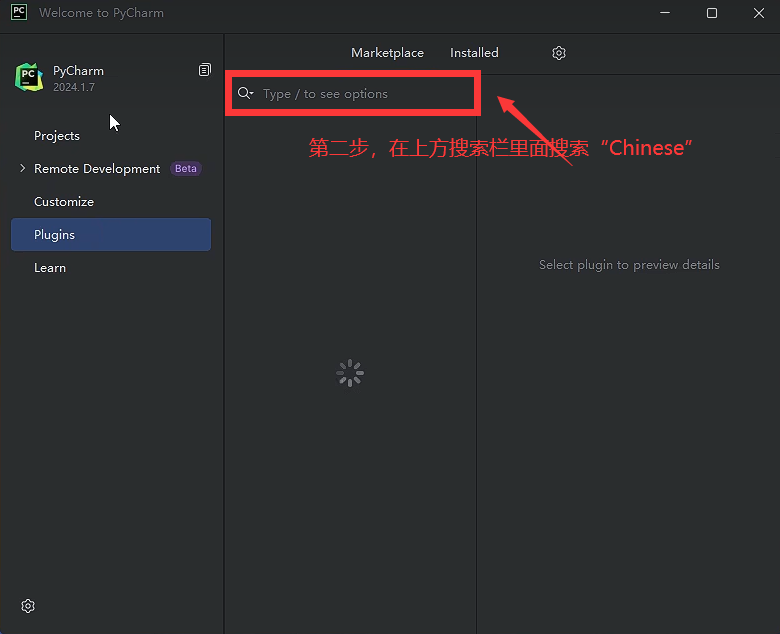 PC Welcome to PyCharm
PC PyCharm
2024.1.7
Projects
Remote Development Beta
Customize
Plugins
Learn
Marketplace Installed
Type / to see options
第二步，在上方搜索栏里面搜索“Chinese”
Select plugin to preview details